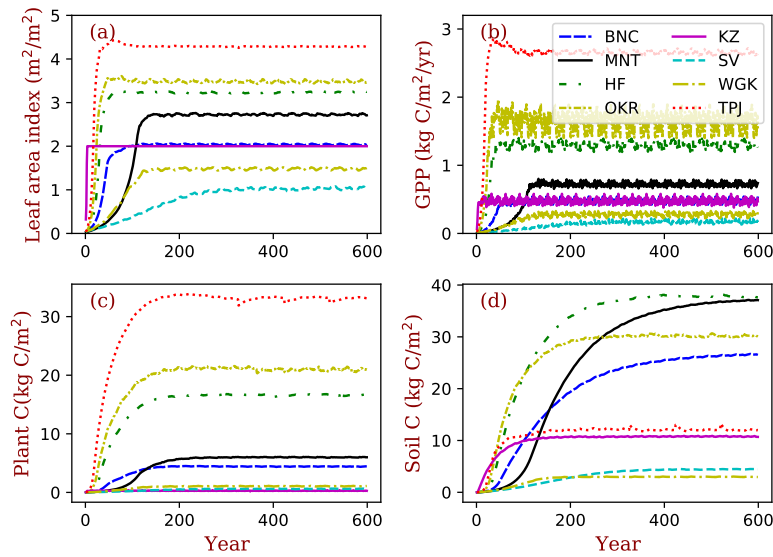 (a)
Leaf area index (m²/m²)
5
4
3
2
1
0
0 200 400 600
(b)
GPP (kg C/m²/yr)
3
2
1
0
0 200 400 600
BNC KZ
MNT SV
HF WGK
OKR TPJ
(c)
Plant C(kg C/m²)
30
20
10
0
0 200 400 600
Year
(d)
Soil C (kg C/m²)
40
30
20
10
0
0 200 400 600
Year